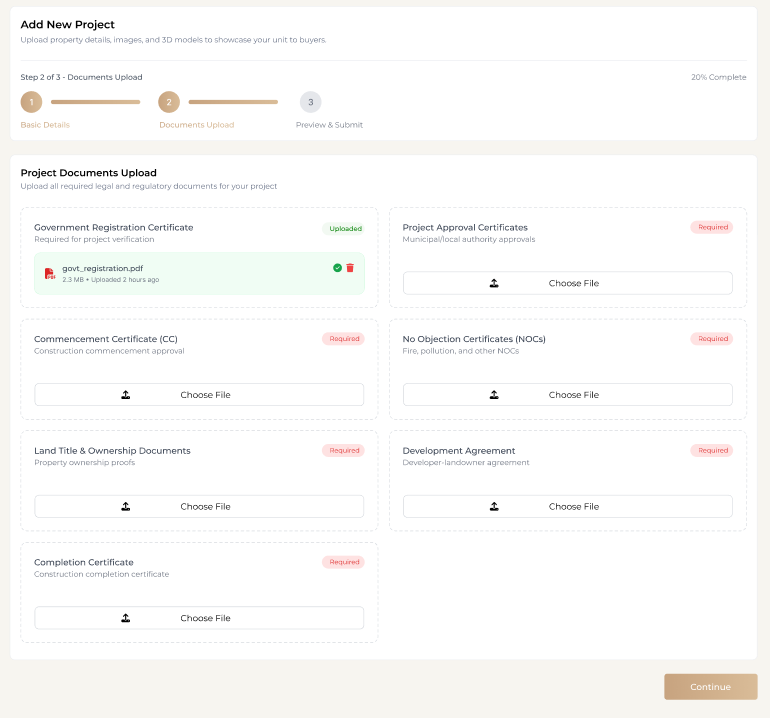 Add New Project
Upload property details, images, and 3D models to showcase your unit to buyers.
Step 2 of 3 - Documents Upload
20% Complete
1
2
3
Basic Details
Documents Upload
Preview & Submit
Project Documents Upload
Upload all required legal and regulatory documents for your project
Government Registration Certificate
Uploaded
Required for project verification
govt_registration.pdf
2.3 MB • Uploaded 2 hours ago
Project Approval Certificates
Required
Municipal/local authority approvals
Choose File
Commencement Certificate (CC)
Required
Construction commencement approval
Choose File
No Objection Certificates (NOCs)
Required
Fire, pollution, and other NOCs
Choose File
Land Title & Ownership Documents
Required
Property ownership proofs
Choose File
Development Agreement
Required
Developer-landowner agreement
Choose File
Completion Certificate
Required
Construction completion certificate
Choose File
Continue